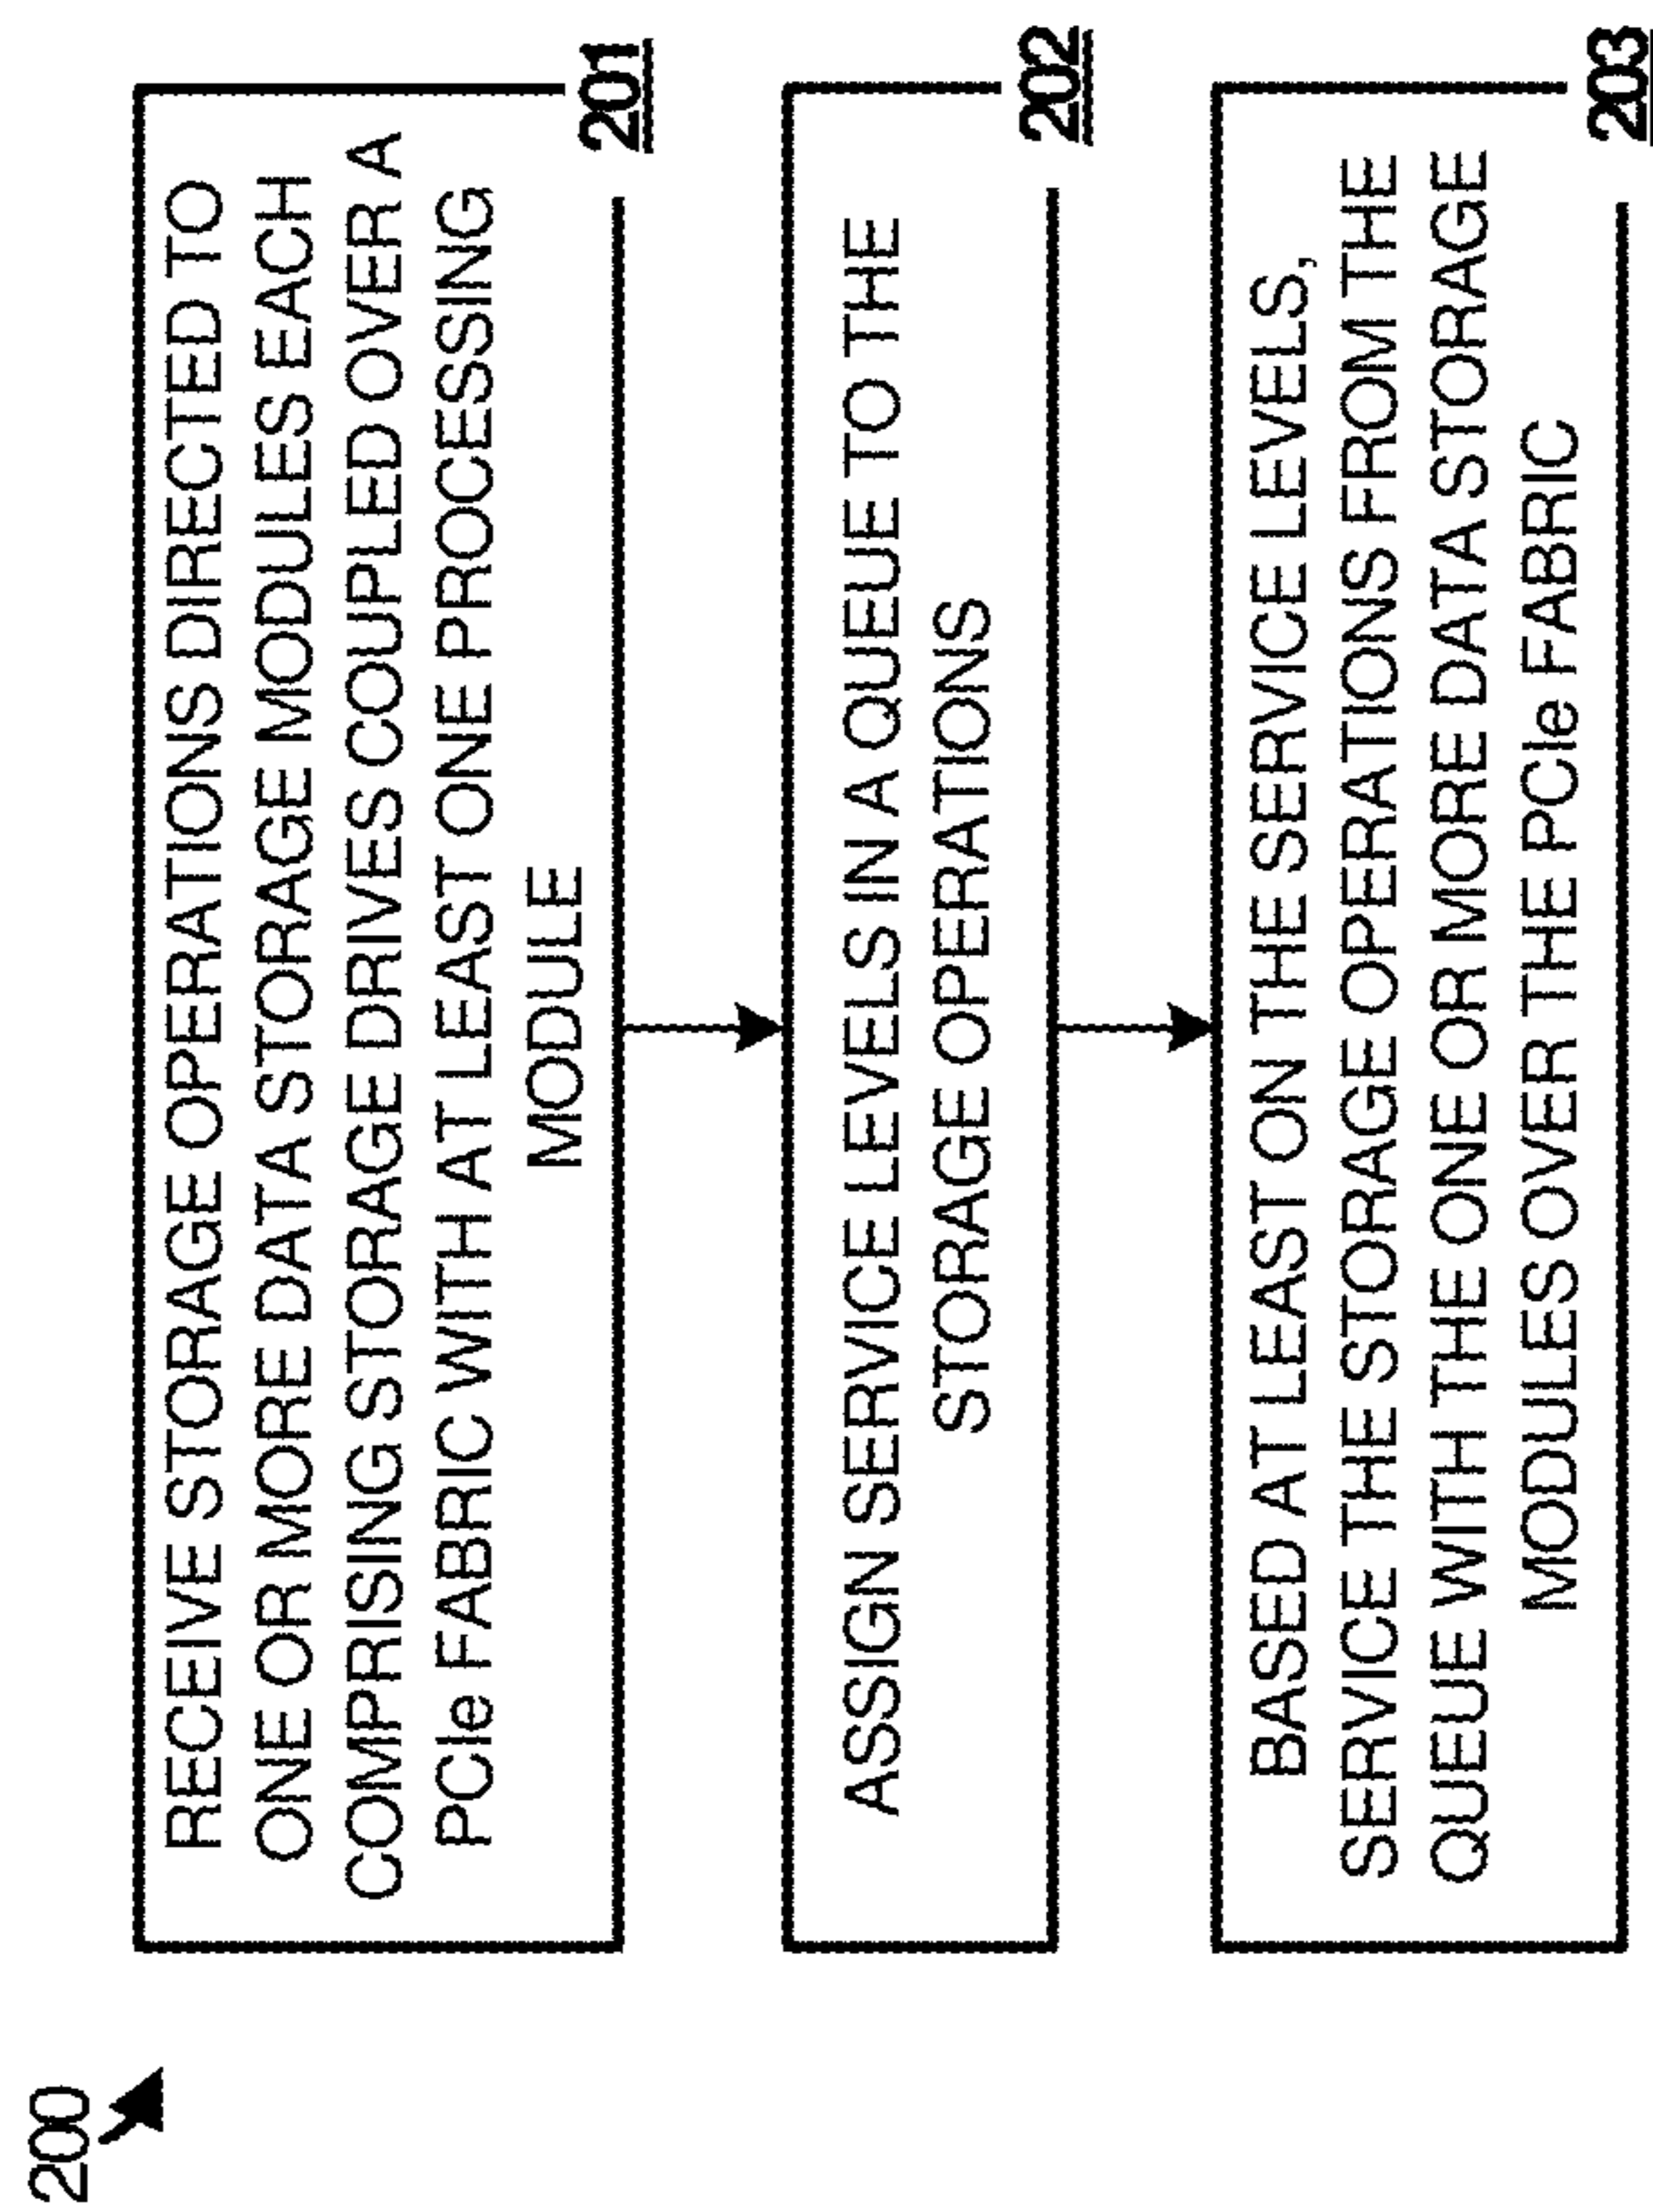 200
RECEIVE STORAGE OPERATIONS DIRECTED TO
ONE OR MORE DATA STORAGE MODULES EACH
COMPRISING STORAGE DRIVES COUPLED OVER A
PCIe FABRIC WITH AT LEAST ONE PROCESSING
MODULE
201
ASSIGN SERVICE LEVELS IN A QUEUE TO THE
STORAGE OPERATIONS
202
BASED AT LEAST ON THE SERVICE LEVELS,
SERVICE THE STORAGE OPERATIONS FROM THE
QUEUE WITH THE ONE OR MORE DATA STORAGE
MODULES OVER THE PCIe FABRIC
203